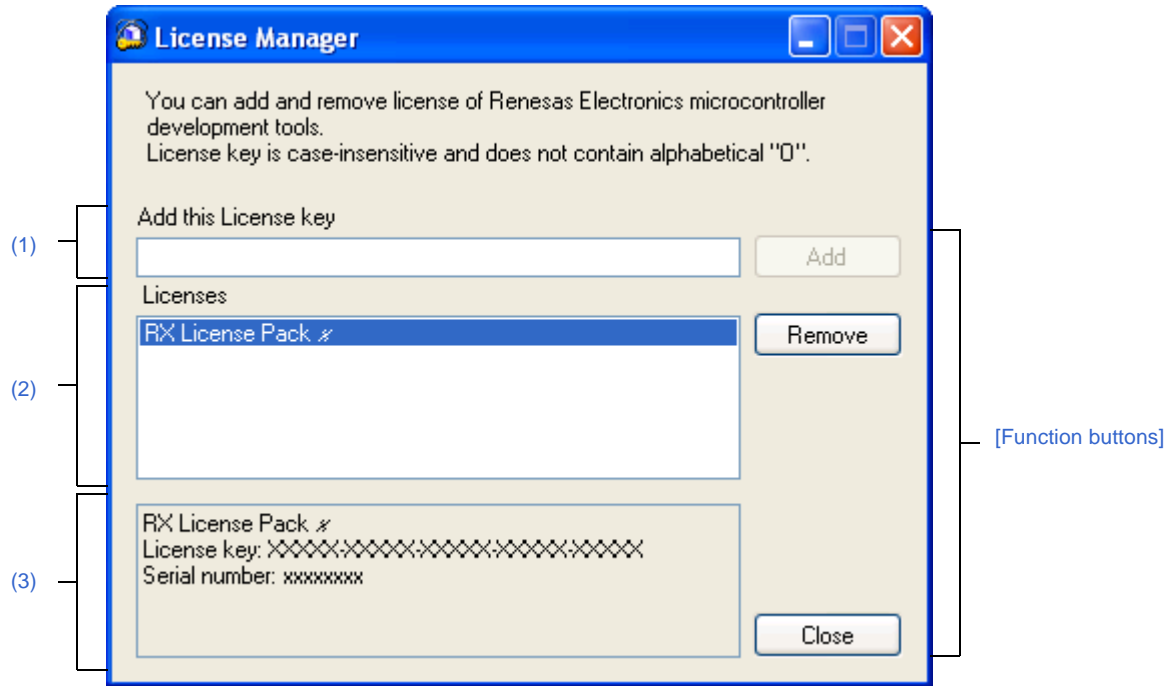 License Manager
You can add and remove license of Renesas Electronics microcontroller
development tools.
License key is case-insensitive and does not contain alphabetical "O".
Add this License key
(1)
Add
Licenses
RX License Pack x
Remove
(2)
[Function buttons]
RX License Pack x
License key: XXXXX-XXXXX-XXXXX-XXXXX-XXXXX
Serial number: xxxxxxxx
(3)
Close